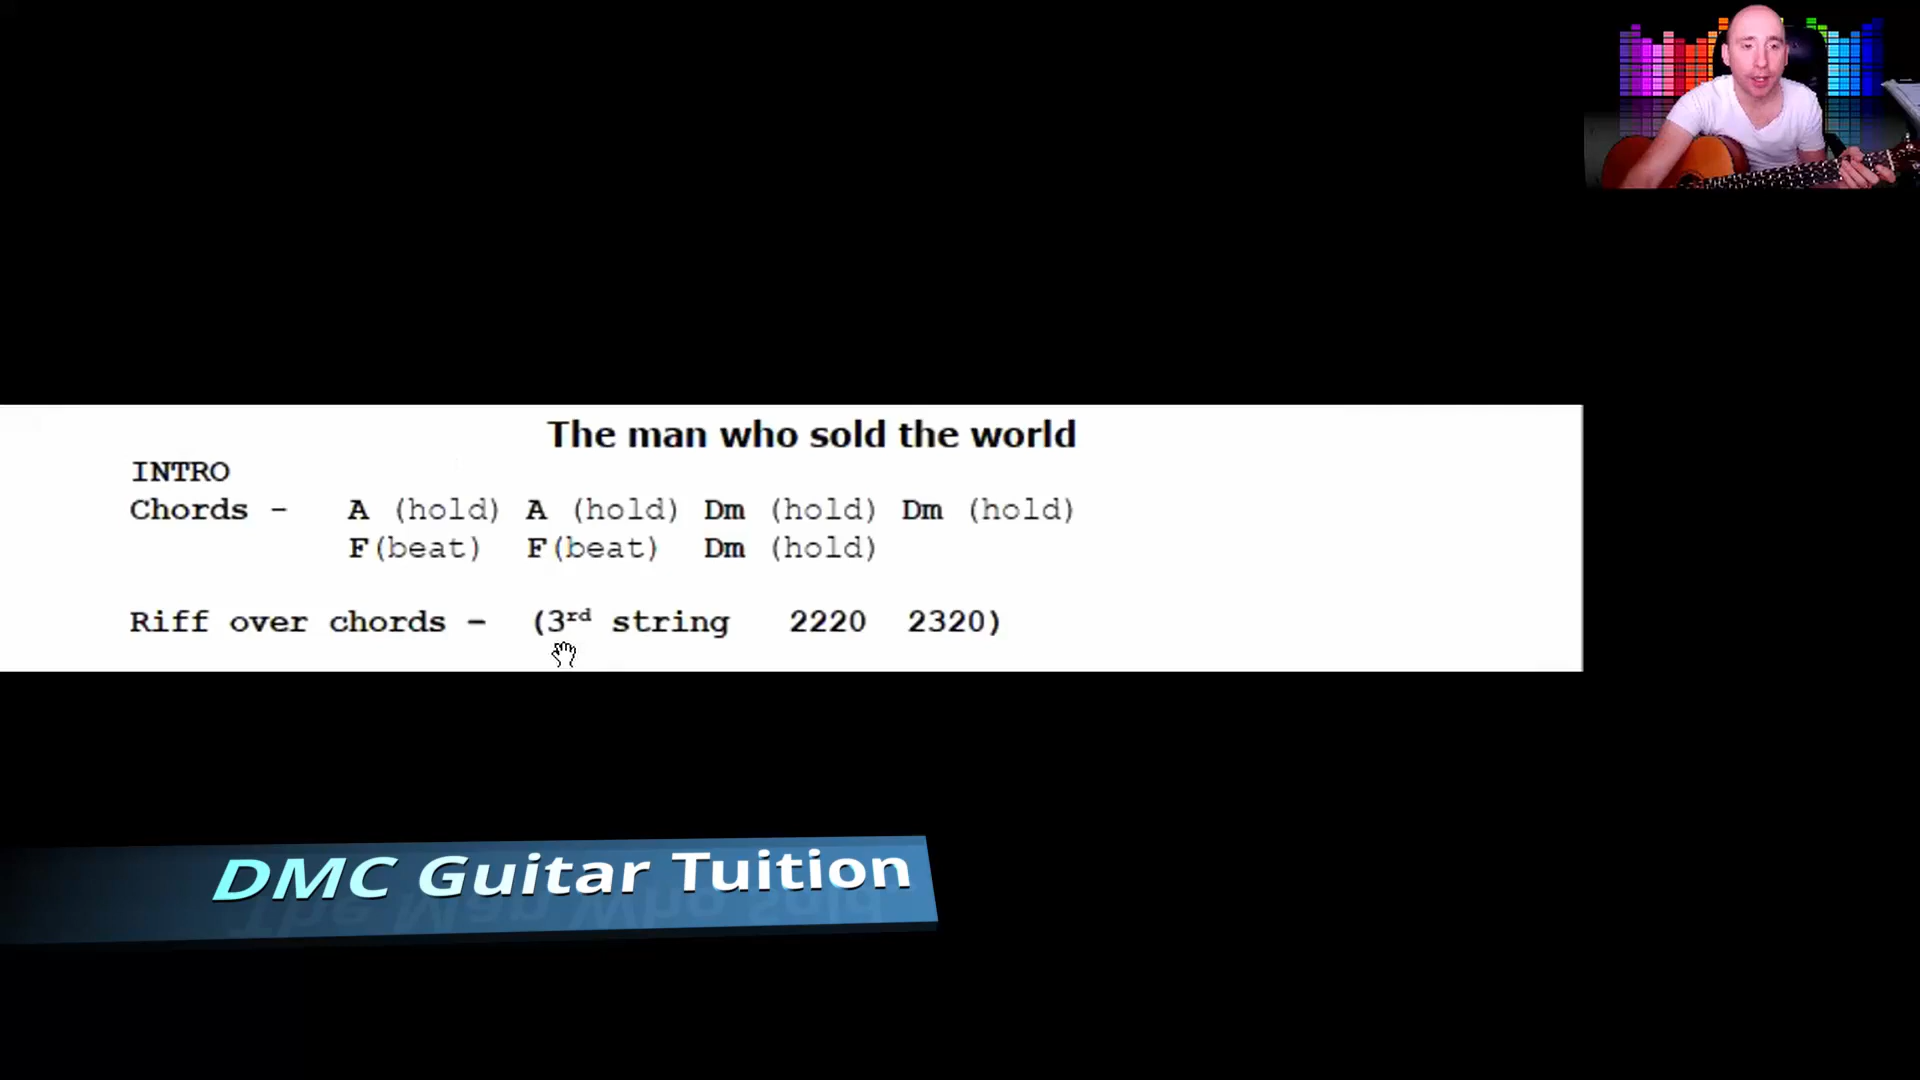 The man who sold the world
INTRO
Chords - A (hold) A (hold) Dm (hold) Dm (hold)
F(beat) F(beat) Dm (hold)
Riff over chords – (3rd string 2220 2320)
DMC Guitar Tuition